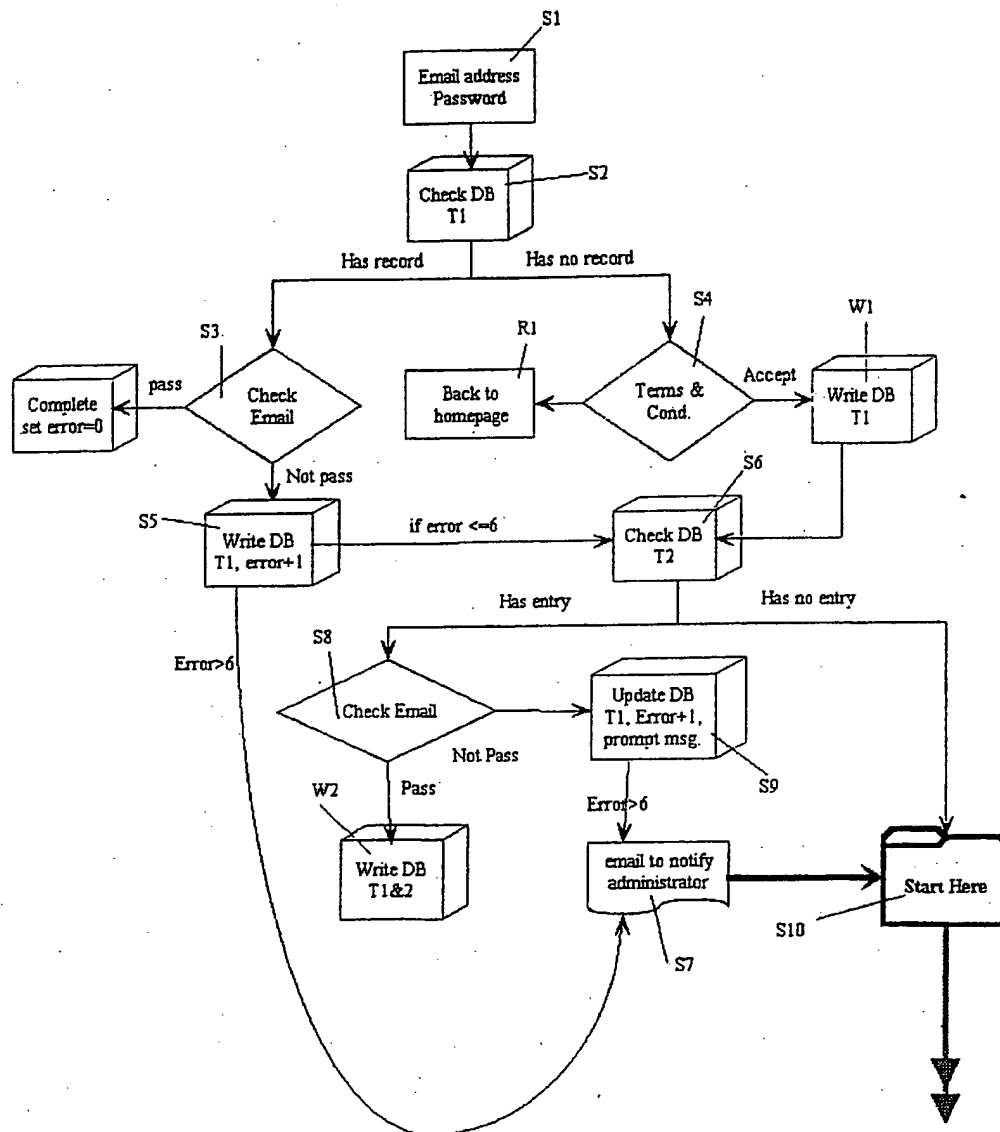 S1
Email address
Password
S2
Check DB
T1
Has record
Has no record
S3.
S4
W1
R1
pass
Complete
set error=0
Check
Email
Back to
homepage
Terms &
Cond.
Accept
Write DB
T1
Not pass
S6
S5
Write DB
T1, error+1
if error <=6
Check DB
T2
Has entry
Has no entry
S8
Error>6
Check Email
Update DB
T1, Error+1,
prompt msg.
Not Pass
S9
W2
Pass
Error>6
Write DB
T1&2
email to notify
administrator
Start Here
S10
S7